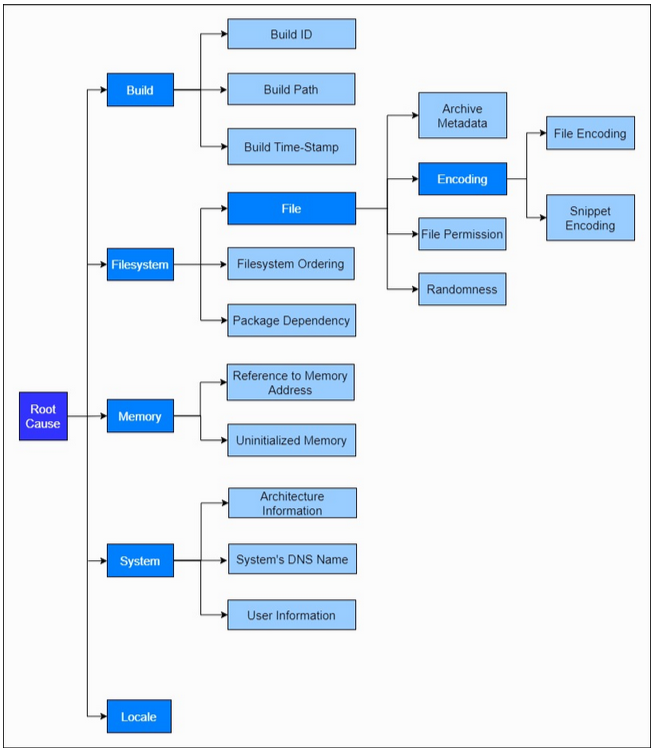 Root
Cause
Build
Build ID
Build Path
Build Time-Stamp
Filesystem
File
Archive
Metadata
Encoding
File Encoding
Snippet
Encoding
File Permission
Randomness
Filesystem Ordering
Package Dependency
Memory
Reference to Memory
Address
Uninitialized Memory
System
Architecture
Information
System's DNS Name
User Information
Locale